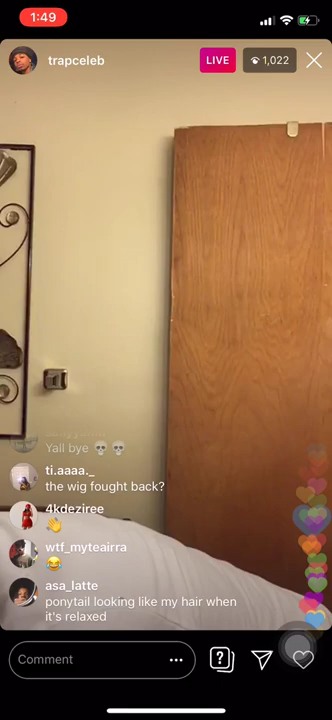 1:49
trapceleb
LIVE
1,022
Yall bye 💀💀
ti.aaaa._
the wig fought back?
4kdeziree
👋
wtf_myteairra
😂
asa_latte
ponytail looking like my hair when
it's relaxed
Comment